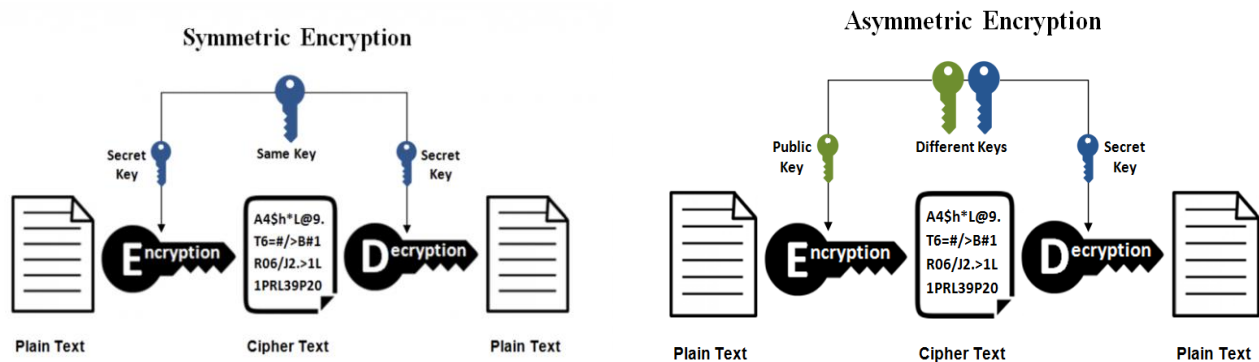 Symmetric Encryption
Secret
Key
Same Key
Secret
Key
Encryption
A4$h*L@9.
T6=#/>B#1
R06/J2.>1L
1PRL39P20
Decryption
Plain Text
Cipher Text
Plain Text
Asymmetric Encryption
Public
Key
Different Keys
Secret
Key
Encryption
A4$h*L@9.
T6=#/>B#1
R06/J2.>1L
1PRL39P20
Decryption
Plain Text
Cipher Text
Plain Text